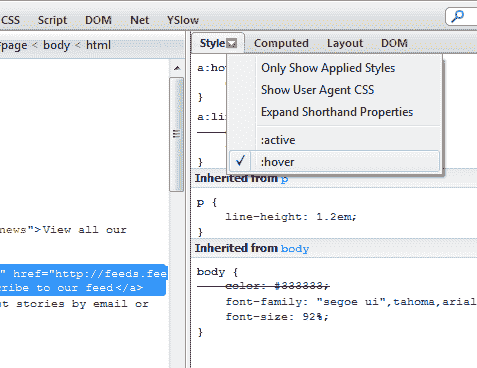 CSS Script DOM Net YSlow
page < body < html
news">View all our
" href="http://feeds.fee
cribe to our feed</a>
t stories by email or
Style Computed Layout DOM
a:ho
}
a:li
}
Only Show Applied Styles
Show User Agent CSS
Expand Shorthand Properties
:active
:hover
Inherited from p
p {
line-height: 1.2em;
}
Inherited from body
body {
color: #333333;
font-family: "segoe ui",tahoma,arial
font-size: 92%;
}